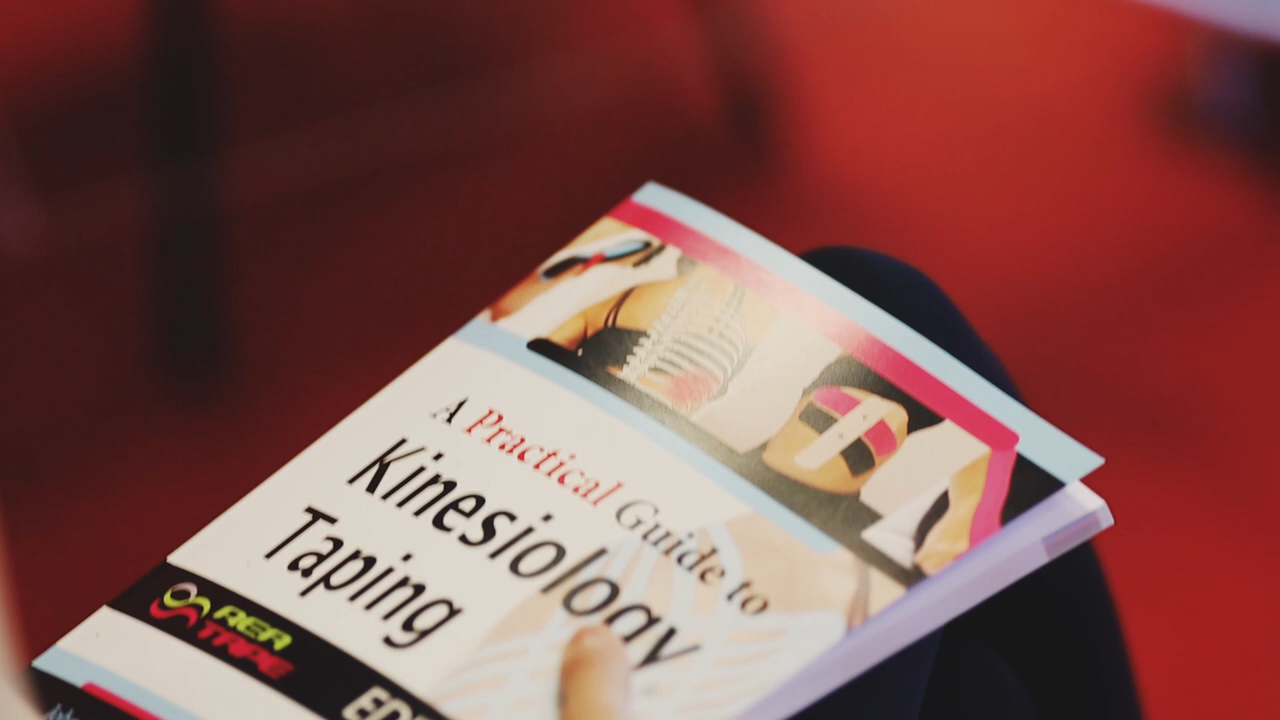 A Practical Guide to
Kinesiology
Taping
REA
TAPE